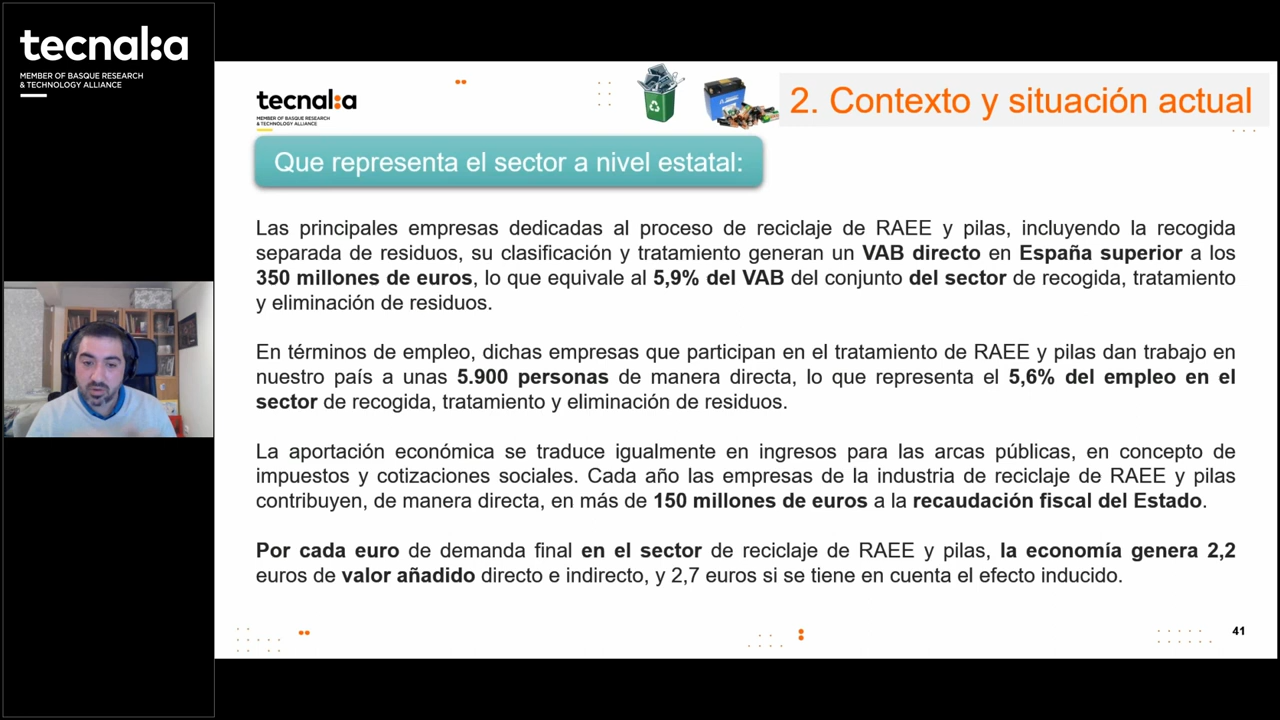 tecnal:a
MEMBER OF BASQUE RESEARCH
& TECHNOLOGY ALLIANCE
tecnal:a
MEMBER OF BASQUE RESEARCH
& TECHNOLOGY ALLIANCE
2. Contexto y situación actual
Que representa el sector a nivel estatal:
Las principales empresas dedicadas al proceso de reciclaje de RAEE y pilas, incluyendo la recogida
separada de residuos, su clasificación y tratamiento generan un VAB directo en España superior a los
350 millones de euros, lo que equivale al 5,9% del VAB del conjunto del sector de recogida, tratamiento
y eliminación de residuos.
En términos de empleo, dichas empresas que participan en el tratamiento de RAEE y pilas dan trabajo en
nuestro país a unas 5.900 personas de manera directa, lo que representa el 5,6% del empleo en el
sector de recogida, tratamiento y eliminación de residuos.
La aportación económica se traduce igualmente en ingresos para las arcas públicas, en concepto de
impuestos y cotizaciones sociales. Cada año las empresas de la industria de reciclaje de RAEE y pilas
contribuyen, de manera directa, en más de 150 millones de euros a la recaudación fiscal del Estado.
Por cada euro de demanda final en el sector de reciclaje de RAEE y pilas, la economía genera 2,2
euros de valor añadido directo e indirecto, y 2,7 euros si se tiene en cuenta el efecto inducido.
41